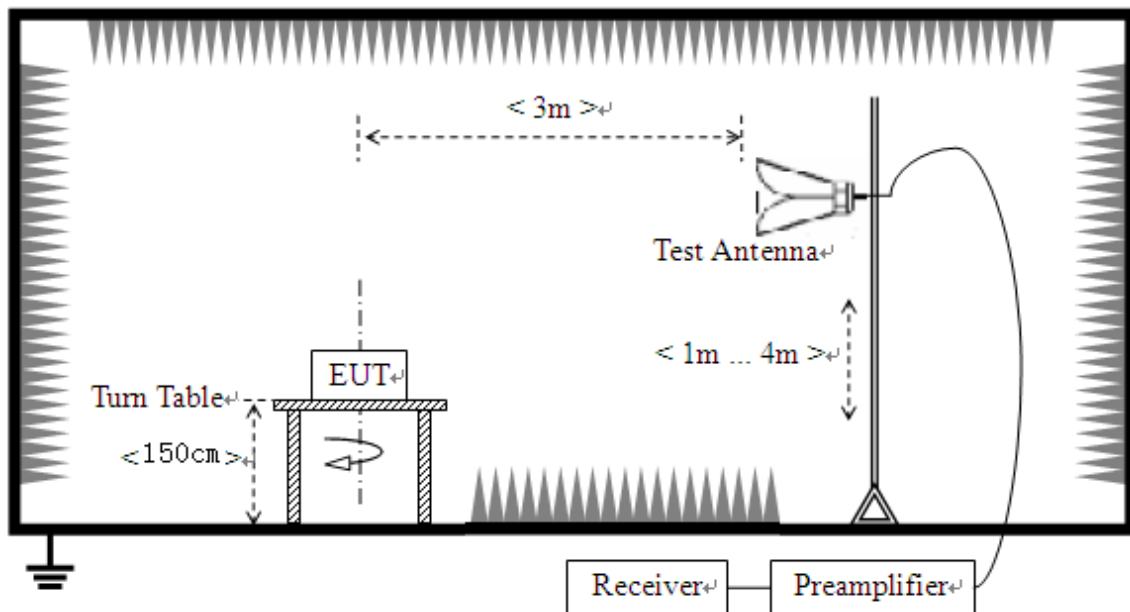 < 3m >↵
Test Antenna↵
< 1m ... 4m >↵
EUT↵
Turn Table↵
<150cm>↵
Receiver↵
Preamplifier↵